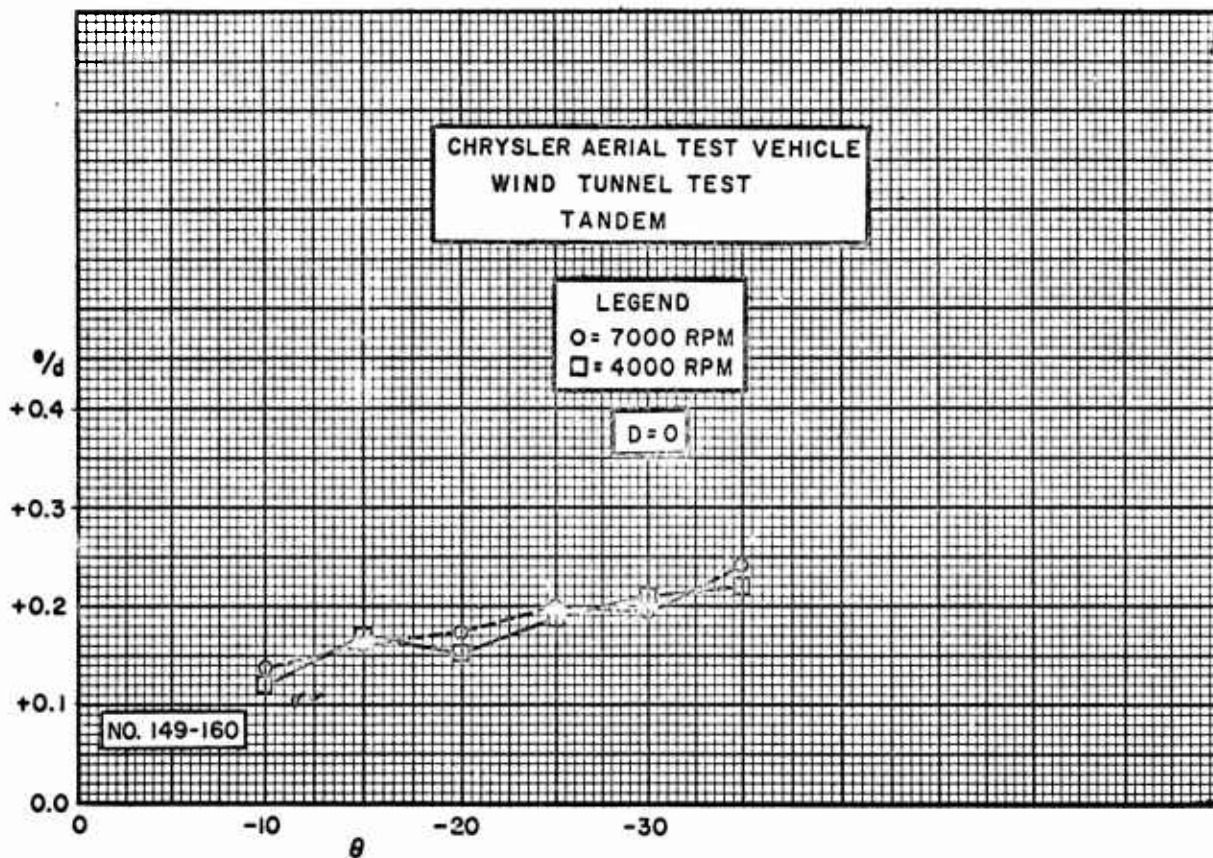 CHRYSLER AERIAL TEST VEHICLE
WIND TUNNEL TEST
TANDEM
LEGEND
O = 7000 RPM
□ = 4000 RPM
D = 0
e/d
+0.4
+0.3
+0.2
+0.1
0.0
NO. 149-160
0 -10 -20 -30
θ